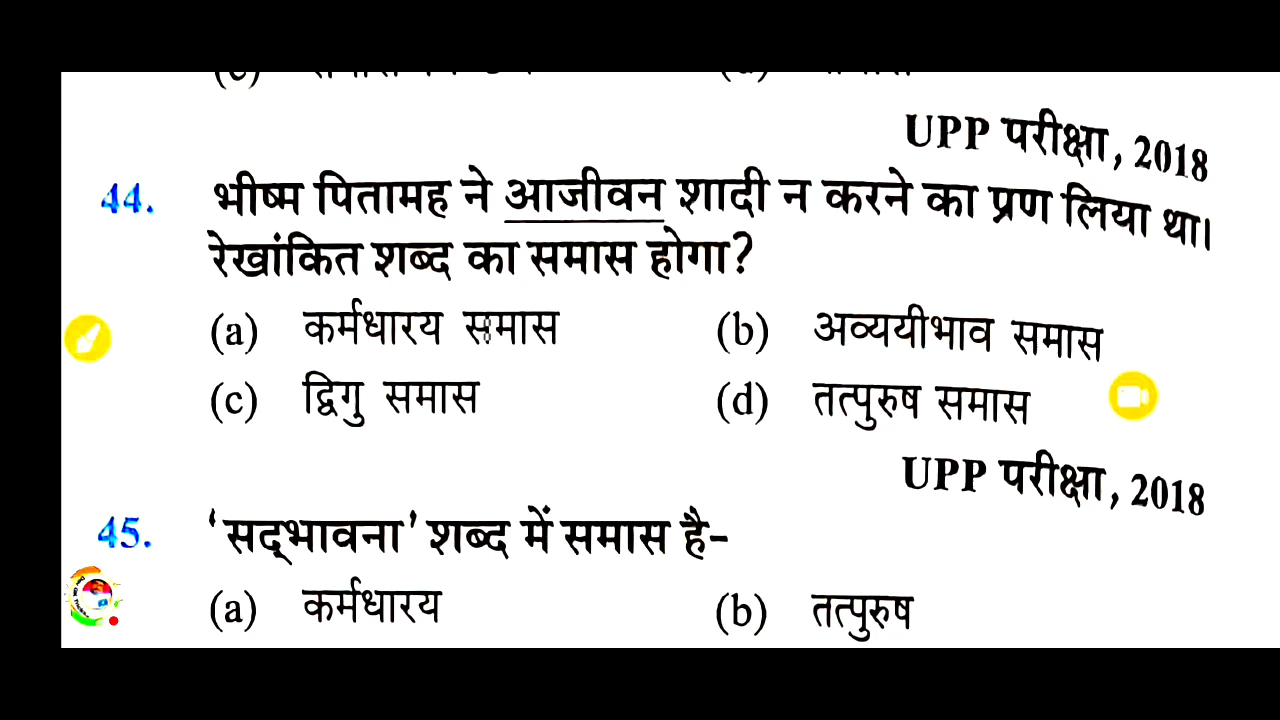 UPP परीक्षा, 2018
44. भीष्म पितामह ने आजीवन शादी न करने का प्रण लिया था।
रेखांकित शब्द का समास होगा?
(a) कर्मधारय समास (b) अव्ययीभाव समास
(c) द्विगु समास (d) तत्पुरुष समास
UPP परीक्षा, 2018
45. 'सद्‌भावना' शब्द में समास है-
(a) कर्मधारय (b) तत्पुरुष